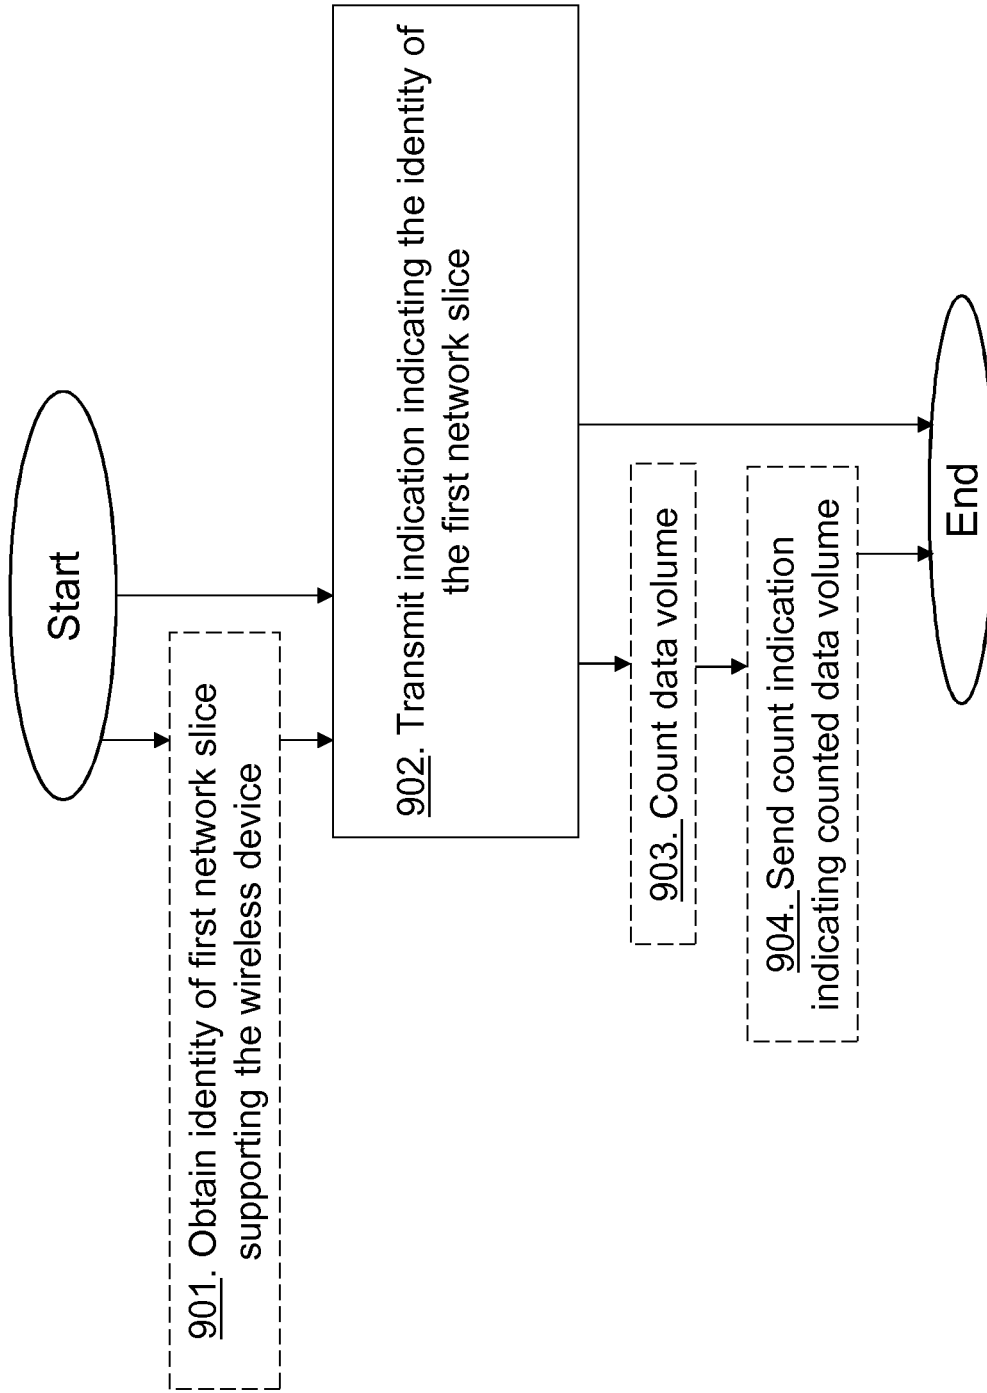 Start
901. Obtain identity of first network slice
supporting the wireless device
902. Transmit indication indicating the identity of
the first network slice
903. Count data volume
904. Send count indication
indicating counted data volume
End